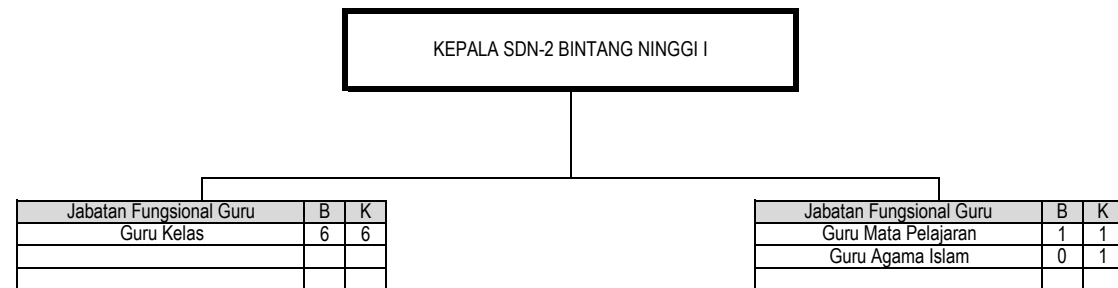 KEPALA SDN-2 BINTANG NINGGI I
Jabatan Fungsional Guru B K
Guru Kelas 6 6
Jabatan Fungsional Guru B K
Guru Mata Pelajaran 1 1
Guru Agama Islam 0 1